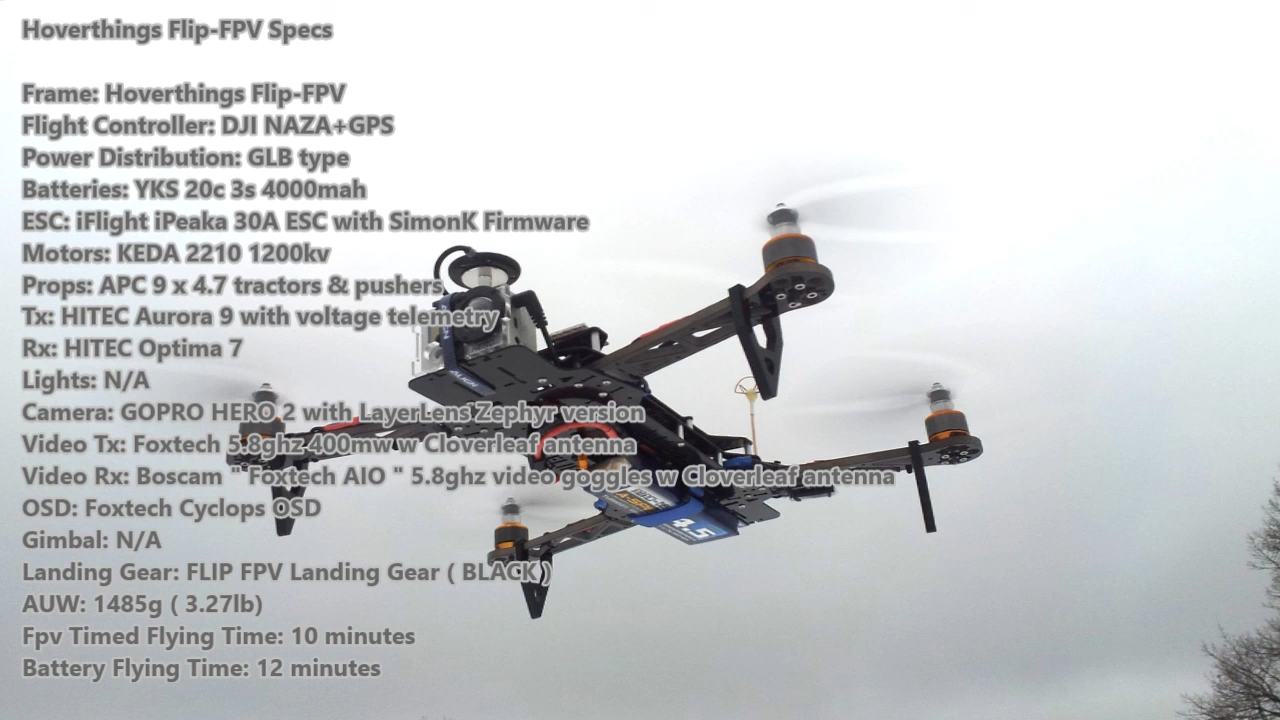 Hoverthings Flip-FPV Specs
Frame: Hoverthings Flip-FPV
Flight Controller: DJI NAZA+GPS
Power Distribution: GLB type
Batteries: YKS 20c 3s 4000mah
ESC: iFlight iPeaka 30A ESC with SimonK Firmware
Motors: KEDA 2210 1200kv
Props: APC 9 x 4.7 tractors & pushers
Tx: HITEC Aurora 9 with voltage telemetry
Rx: HITEC Optima 7
Lights: N/A
Camera: GOPRO HERO 2 with LayerLens Zephyr version
Video Tx: Foxtech 5.8ghz 400mw w Cloverleaf antenna
Video Rx: Boscam " Foxtech AIO " 5.8ghz video goggles w Cloverleaf antenna
OSD: Foxtech Cyclops OSD
Gimbal: N/A
Landing Gear: FLIP FPV Landing Gear ( BLACK )
AUW: 1485g ( 3.27lb)
Fpv Timed Flying Time: 10 minutes
Battery Flying Time: 12 minutes
ALIGN
4.5